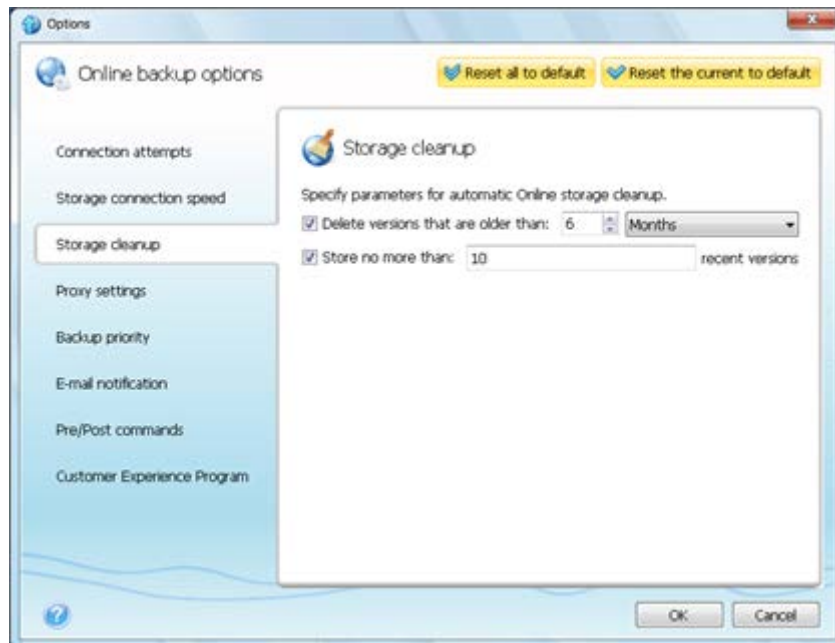 Options
Online backup options
Reset all to default
Reset the current to default
Connection attempts
Storage connection speed
Storage cleanup
Proxy settings
Backup priority
E-mail notification
Pre/Post commands
Customer Experience Program
Storage cleanup
Specify parameters for automatic Online storage cleanup.
Delete versions that are older than: 6 Months
Store no more than: 10 recent versions
OK
Cancel